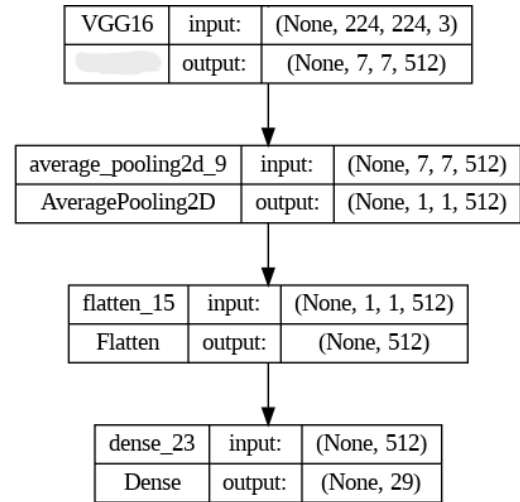 VGG16 input: (None, 224, 224, 3)
output: (None, 7, 7, 512)
average_pooling2d_9 input: (None, 7, 7, 512)
AveragePooling2D output: (None, 1, 1, 512)
flatten_15 input: (None, 1, 1, 512)
Flatten output: (None, 512)
dense_23 input: (None, 512)
Dense output: (None, 29)